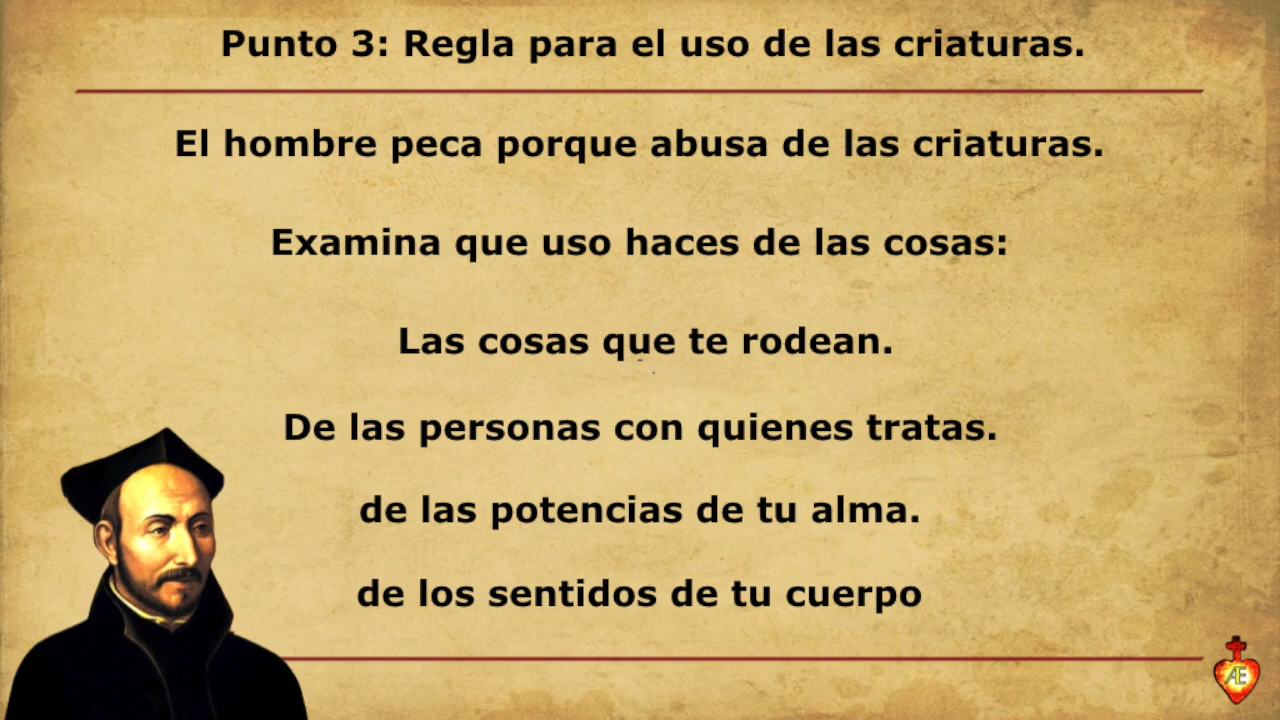 Punto 3: Regla para el uso de las criaturas.
El hombre peca porque abusa de las criaturas.
Examina que uso haces de las cosas:
Las cosas que te rodean.
De las personas con quienes tratas.
de las potencias de tu alma.
de los sentidos de tu cuerpo
Æ